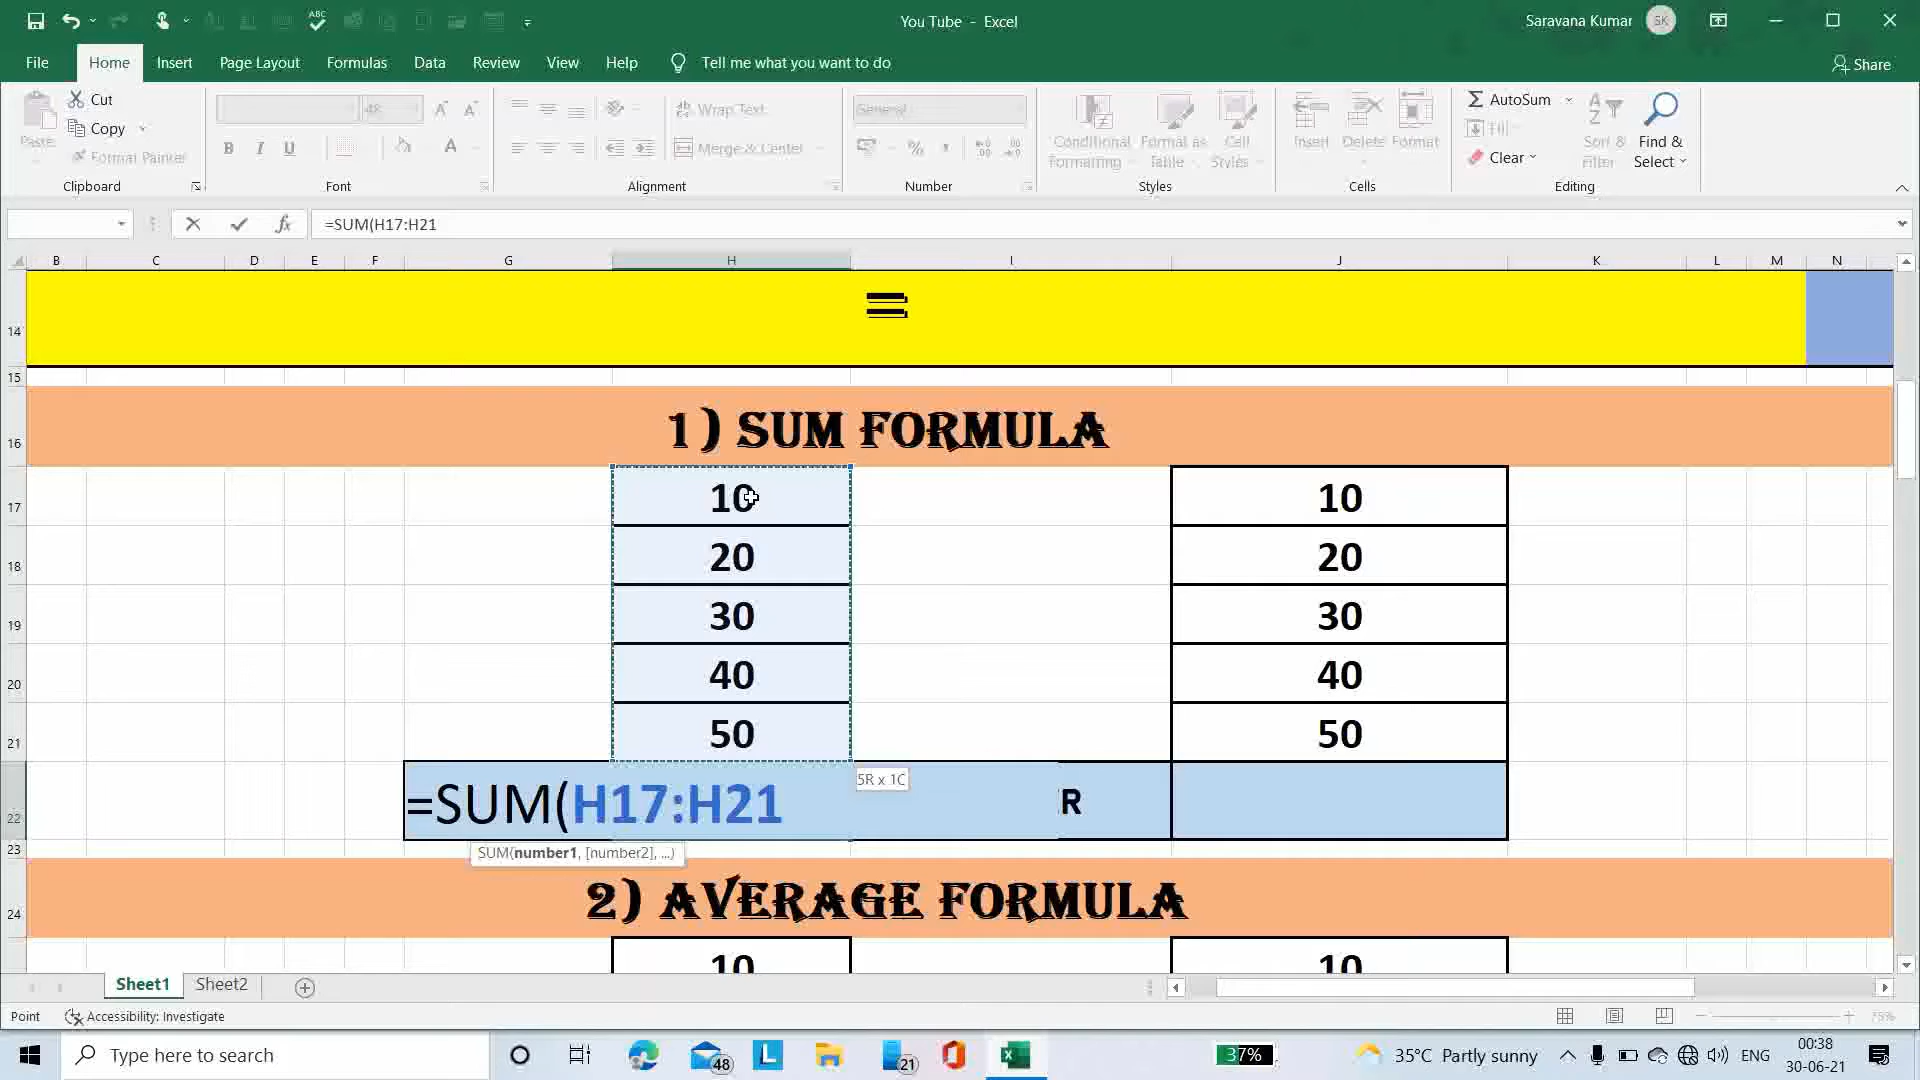 You Tube - Excel
Saravana Kumar
SK
File
Home
Insert
Page Layout
Formulas
Data
Review
View
Help
Tell me what you want to do
Share
Paste
Cut
Copy
Format Painter
Clipboard
48
B I U
Font
Wrap Text
Merge & Center
Alignment
General
Number
Conditional Formatting
Format as Table
Cell Styles
Styles
Insert
Delete
Format
Cells
AutoSum
Fill
Clear
Sort & Filter
Find & Select
Editing
=SUM(H17:H21
B C D E F G H I J K L M N
14
=
15
16
1) SUM FORMULA
17 10 10
18 20 20
19 30 30
20 40 40
21 50 50
5R x 1C
22 =SUM(H17:H21 R
23
SUM(number1, [number2], ...)
24
2) AVERAGE FORMULA
10 10
Sheet1
Sheet2
Point
Accessibility: Investigate
75%
Type here to search
48
21
37%
35°C Partly sunny
ENG
00:38
30-06-21